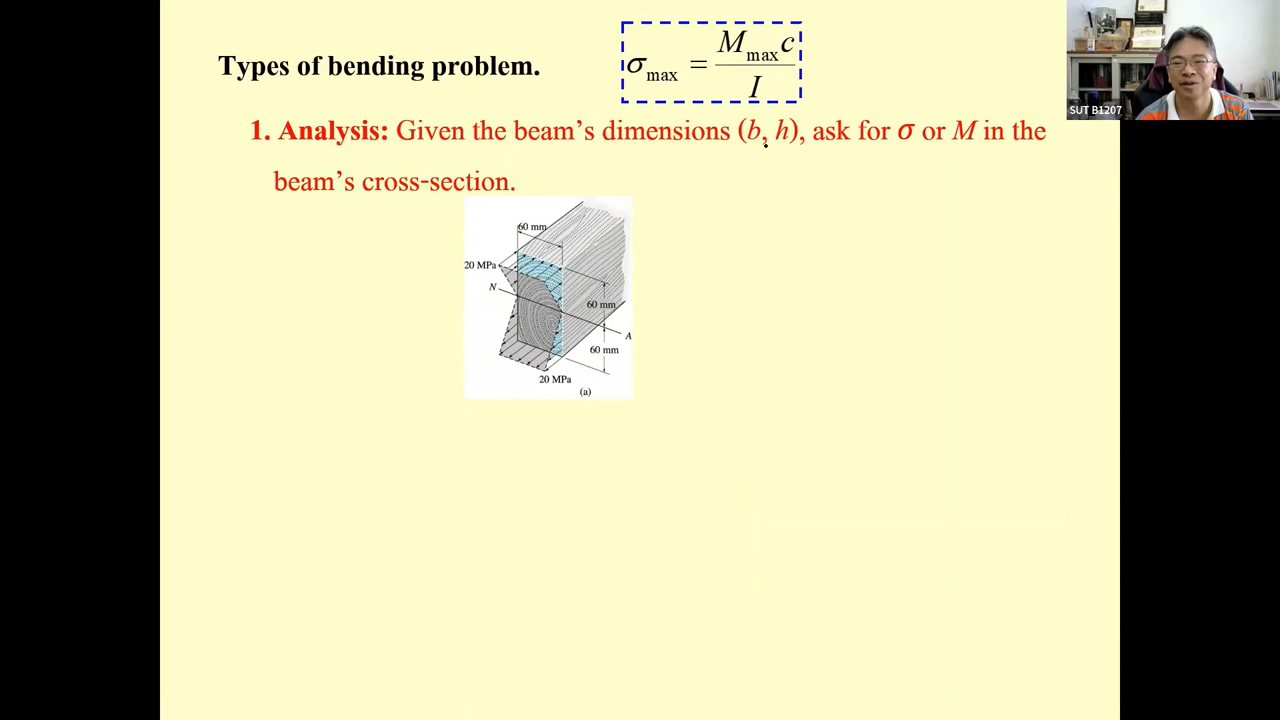 Types of bending problem.
σmax = Mmax c / I
SUT B1207
1. Analysis: Given the beam's dimensions (b, h), ask for σ or M in the
beam's cross-section.
60 mm
20 MPa
N
60 mm
A
60 mm
20 MPa
(a)